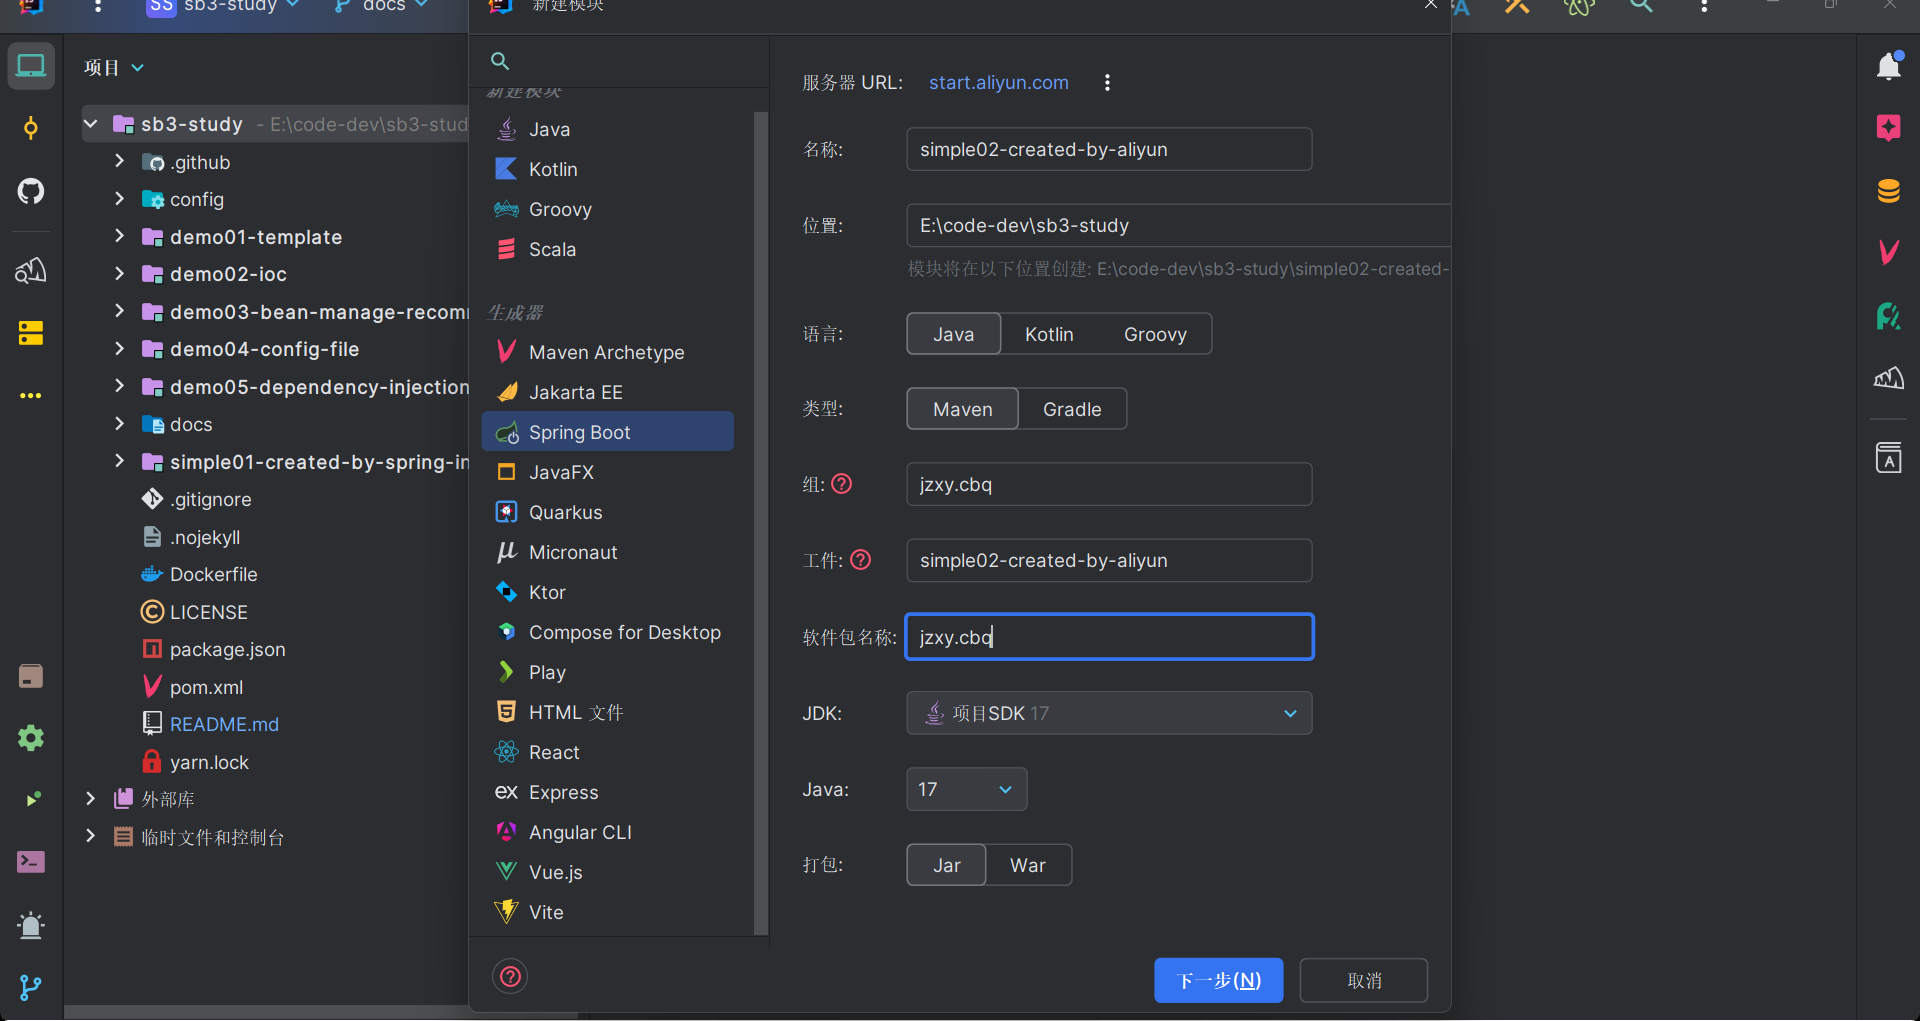 SS sb3-study docs
新建模块
项目
sb3-study - E:\code-dev\sb3-stud
.github
config
demo01-template
demo02-ioc
demo03-bean-manage-recom
demo04-config-file
demo05-dependency-injection
docs
simple01-created-by-spring-in
.gitignore
.nojekyll
Dockerfile
LICENSE
package.json
pom.xml
README.md
yarn.lock
外部库
临时文件和控制台
新建模块
Java
Kotlin
Groovy
Scala
生成器
Maven Archetype
Jakarta EE
Spring Boot
JavaFX
Quarkus
Micronaut
Ktor
Compose for Desktop
Play
HTML 文件
React
ex Express
Angular CLI
Vue.js
Vite
服务器 URL: start.aliyun.com
名称: simple02-created-by-aliyun
位置: E:\code-dev\sb3-study
模块将在以下位置创建: E:\code-dev\sb3-study\simple02-created-
语言: Java Kotlin Groovy
类型: Maven Gradle
组: jzxy.cbq
工件: simple02-created-by-aliyun
软件包名称: jzxy.cbq
JDK: 项目SDK 17
Java: 17
打包: Jar War
下一步(N) 取消